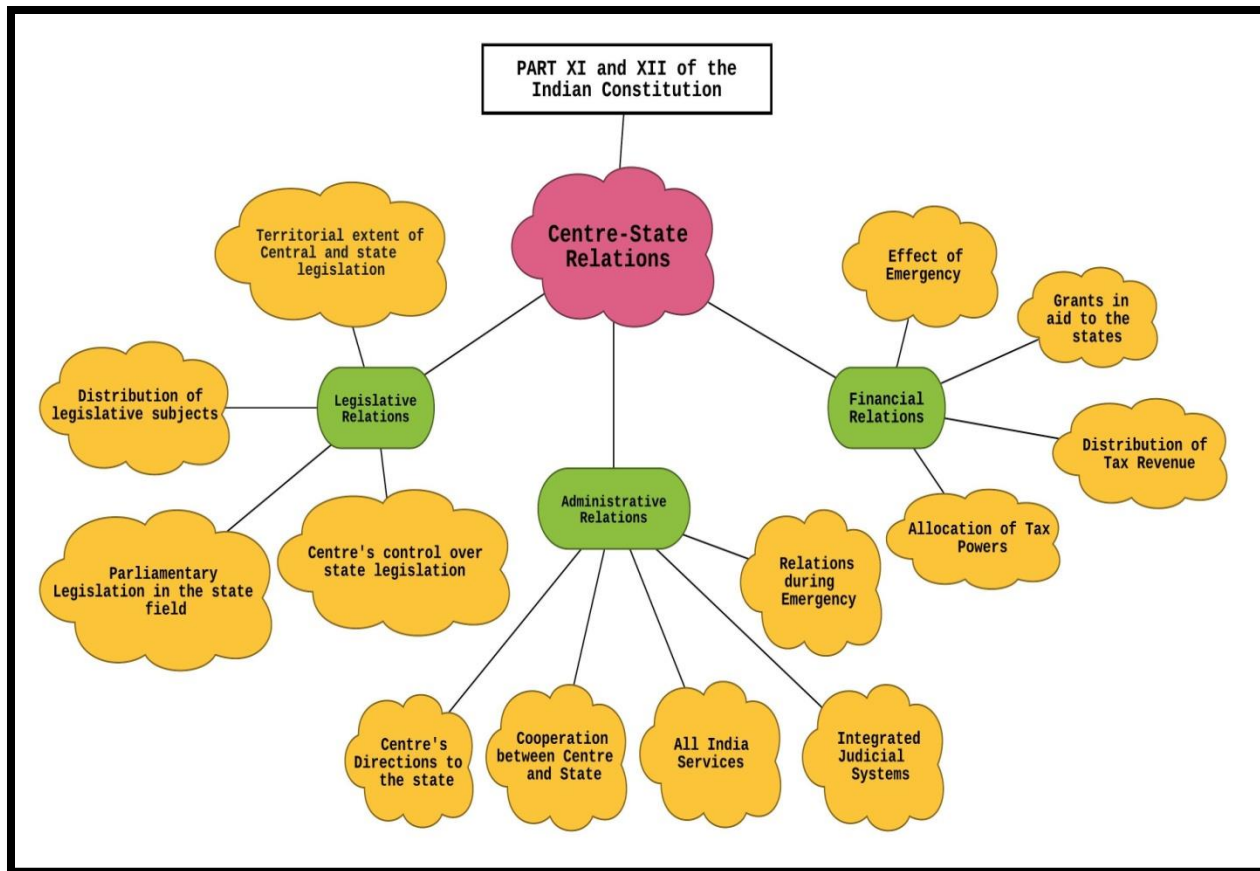 PART XI and XII of the
Indian Constitution
Centre-State
Relations
Territorial extent of
Central and state
legislation
Distribution of
legislative subjects
Legislative
Relations
Parliamentary
Legislation in the state
field
Centre's control over
state legislation
Administrative
Relations
Centre's
Directions to
the state
Cooperation
between Centre
and State
All India
Services
Integrated
Judicial
Systems
Relations
during
Emergency
Financial
Relations
Effect of
Emergency
Grants in
aid to the
states
Distribution of
Tax Revenue
Allocation of Tax
Powers